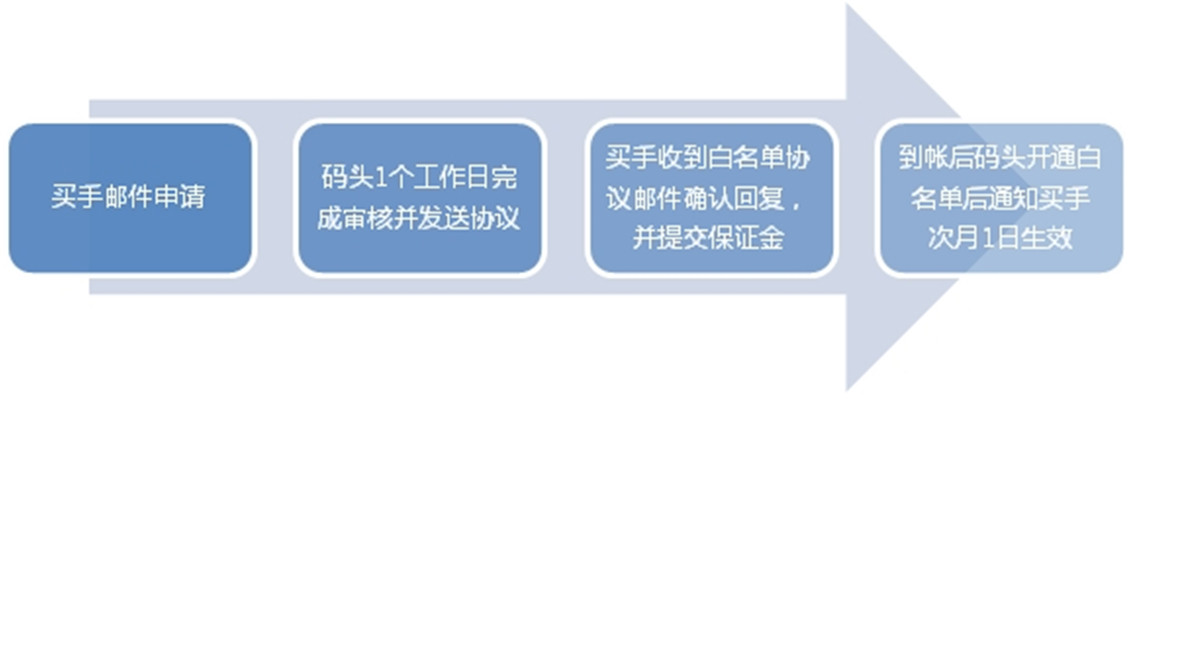 买手邮件申请
码头1个工作日完
成审核并发送协议
买手收到白名单协
议邮件确认回复，
并提交保证金
到帐后码头开通白
名单后通知买手
次月1日生效